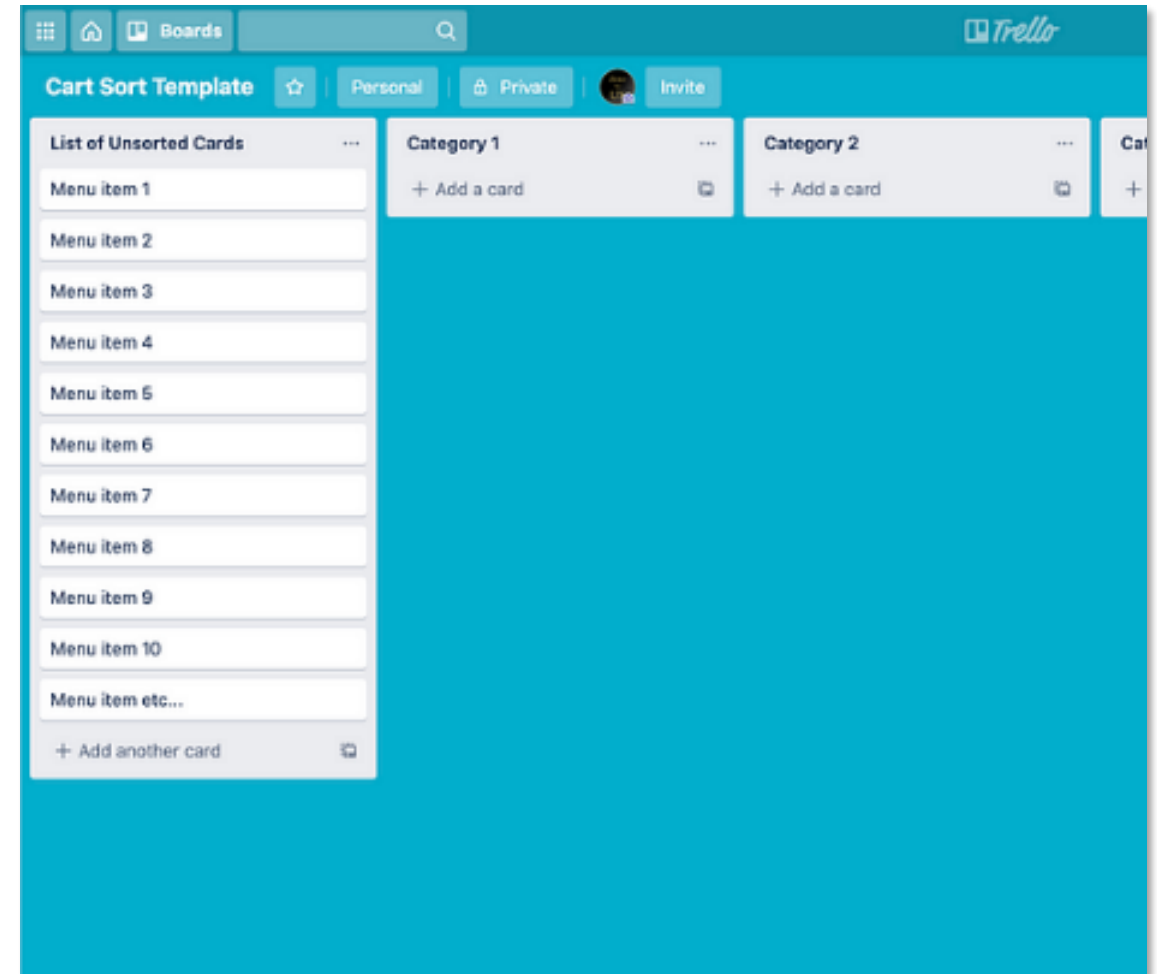 Boards
Trello
Cart Sort Template
Personal
Private
Invite
List of Unsorted Cards
Menu item 1
Menu item 2
Menu item 3
Menu item 4
Menu item 5
Menu item 6
Menu item 7
Menu item 8
Menu item 9
Menu item 10
Menu item etc...
+ Add another card
Category 1
+ Add a card
Category 2
+ Add a card
Cat
+